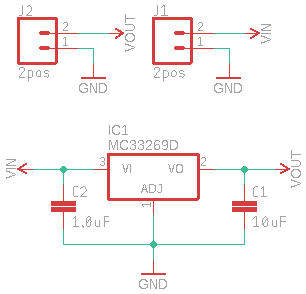 J2
2
1
2pos
VOUT
GND
J1
2
1
2pos
VIN
GND
IC1
MC33269D
VIN
3
VI
VO
2
VOUT
ADJ
1
C2
1.0uF
C1
10uF
GND